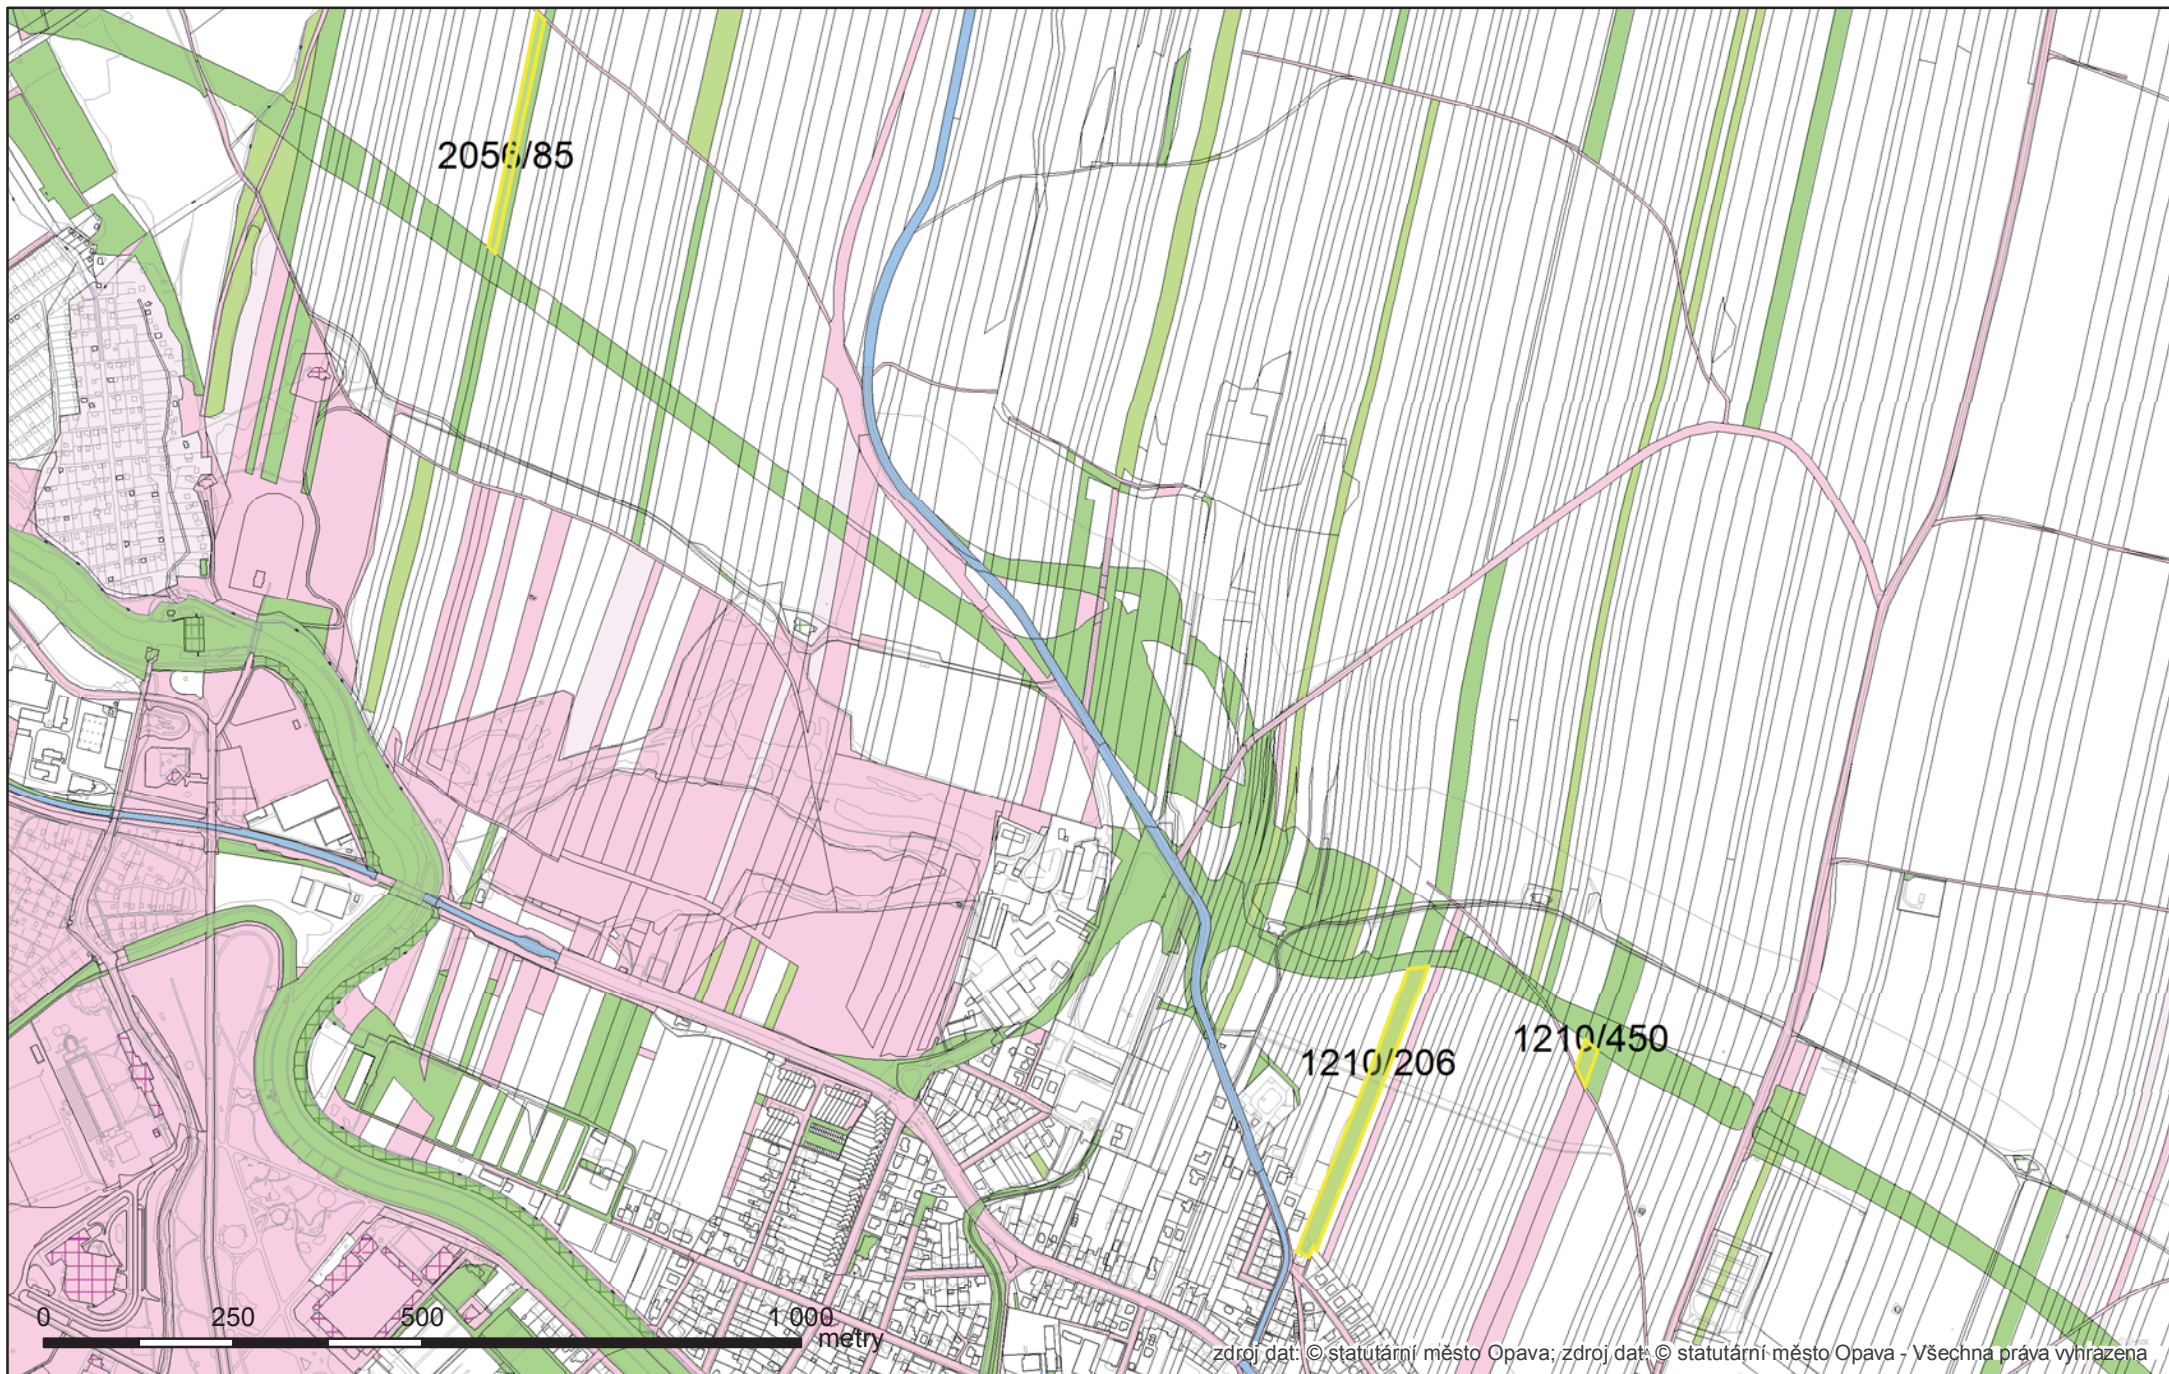 2056/85
1210/450
1210/206
0 250 500 1 000
metry
zdroj dat: © statutární město Opava; zdroj dat: © statutární město Opava - Všechna práva vyhrazena